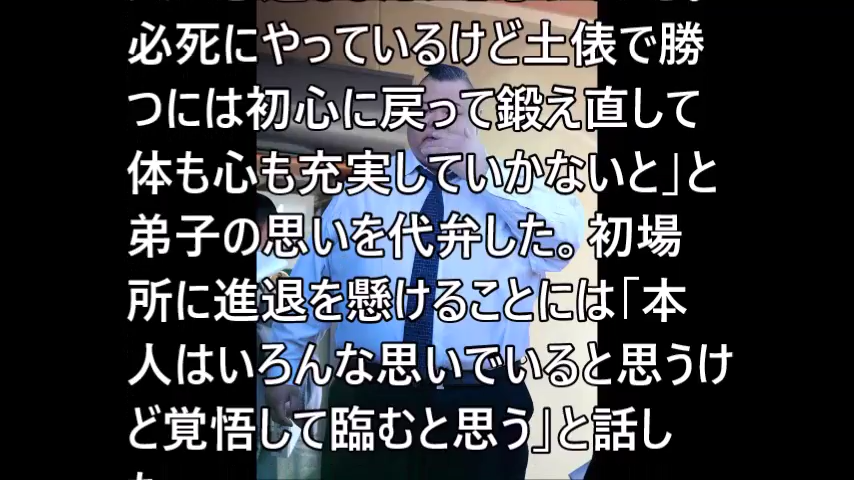 必死にやっているけど土俵で勝
つには初心に戻って鍛え直して
体も心も充実していかないと」と
弟子の思いを代弁した。初場
所に進退を懸けることには「本
人はいろんな思いでいると思うけ
ど覚悟して臨むと思う」と話し